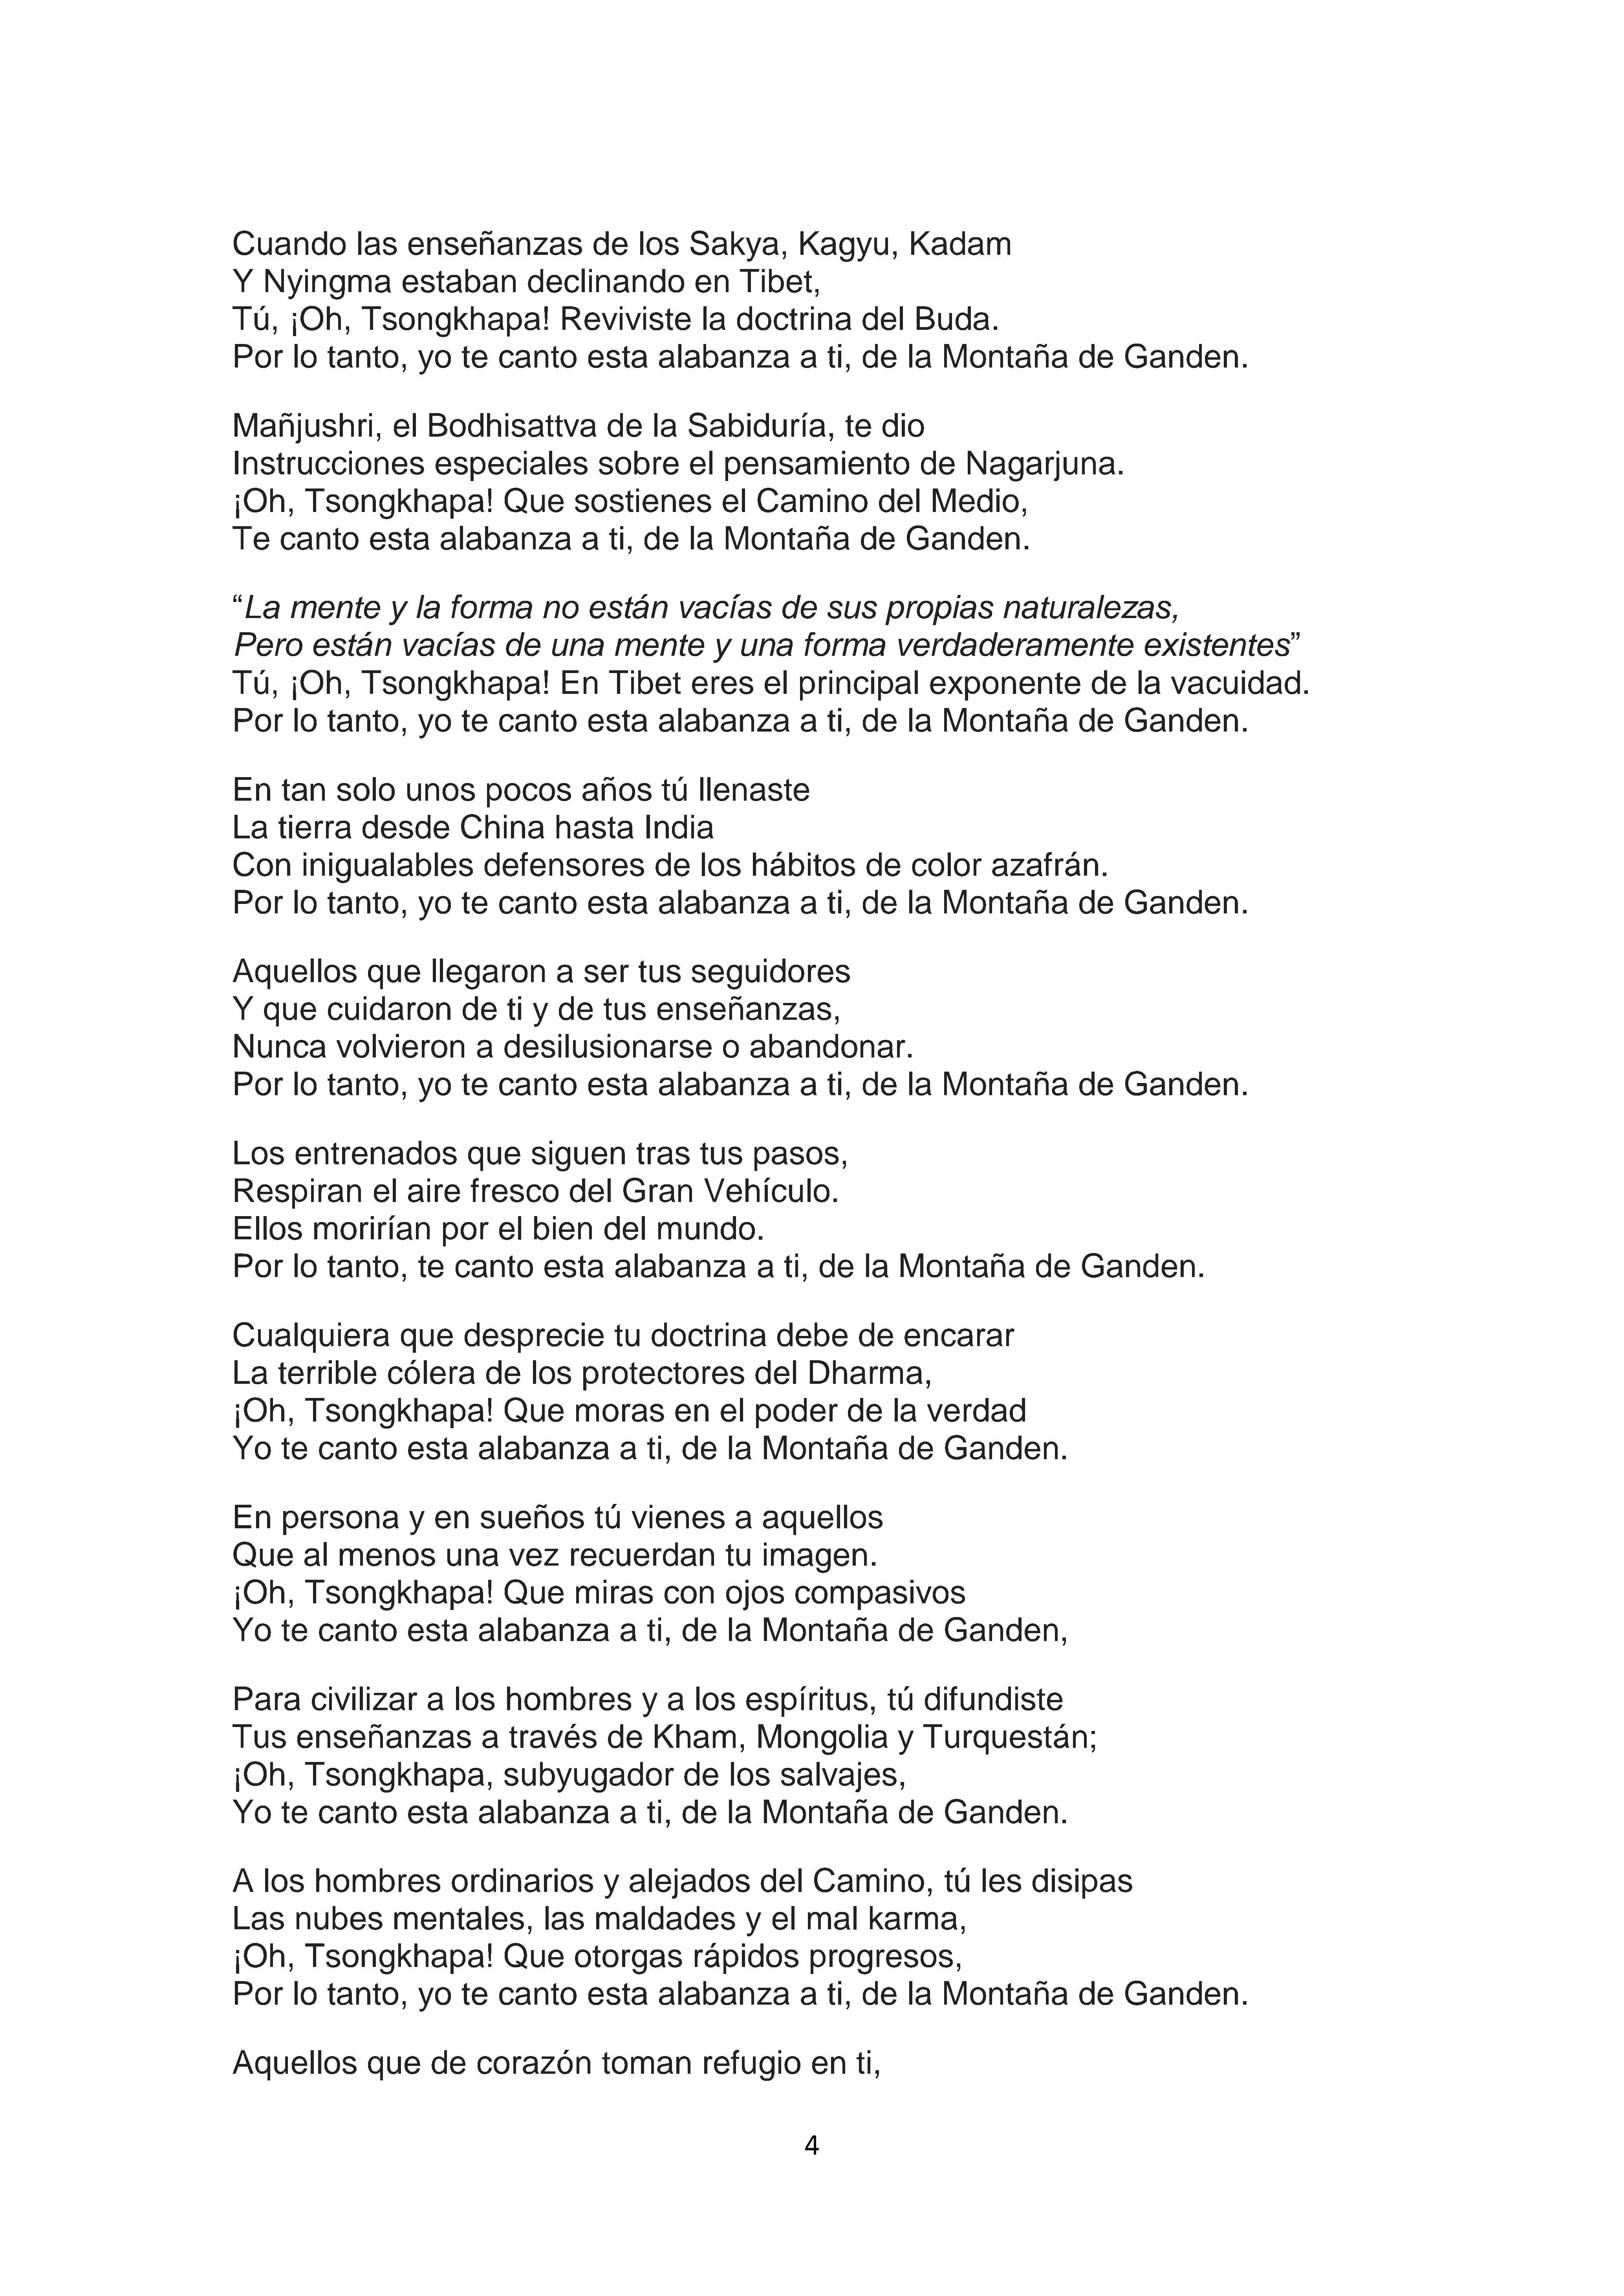 Cuando las enseñanzas de los Sakya, Kagyu, Kadam
Y Nyingma estaban declinando en Tibet,
Tú, ¡Oh, Tsongkhapa! Reviviste la doctrina del Buda.
Por lo tanto, yo te canto esta alabanza a ti, de la Montaña de Ganden.
Mañjushri, el Bodhisattva de la Sabiduría, te dio
Instrucciones especiales sobre el pensamiento de Nagarjuna.
¡Oh, Tsongkhapa! Que sostienes el Camino del Medio,
Te canto esta alabanza a ti, de la Montaña de Ganden.
“La mente y la forma no están vacías de sus propias naturalezas,
Pero están vacías de una mente y una forma verdaderamente existentes”
Tú, ¡Oh, Tsongkhapa! En Tibet eres el principal exponente de la vacuidad.
Por lo tanto, yo te canto esta alabanza a ti, de la Montaña de Ganden.
En tan solo unos pocos años tú llenaste
La tierra desde China hasta India
Con inigualables defensores de los hábitos de color azafrán.
Por lo tanto, yo te canto esta alabanza a ti, de la Montaña de Ganden.
Aquellos que llegaron a ser tus seguidores
Y que cuidaron de ti y de tus enseñanzas,
Nunca volvieron a desilusionarse o abandonar.
Por lo tanto, yo te canto esta alabanza a ti, de la Montaña de Ganden.
Los entrenados que siguen tras tus pasos,
Respiran el aire fresco del Gran Vehículo.
Ellos morirían por el bien del mundo.
Por lo tanto, te canto esta alabanza a ti, de la Montaña de Ganden.
Cualquiera que desprecie tu doctrina debe de encarar
La terrible cólera de los protectores del Dharma,
¡Oh, Tsongkhapa! Que moras en el poder de la verdad
Yo te canto esta alabanza a ti, de la Montaña de Ganden.
En persona y en sueños tú vienes a aquellos
Que al menos una vez recuerdan tu imagen.
¡Oh, Tsongkhapa! Que miras con ojos compasivos
Yo te canto esta alabanza a ti, de la Montaña de Ganden,
Para civilizar a los hombres y a los espíritus, tú difundiste
Tus enseñanzas a través de Kham, Mongolia y Turquestán;
¡Oh, Tsongkhapa, subyugador de los salvajes,
Yo te canto esta alabanza a ti, de la Montaña de Ganden.
A los hombres ordinarios y alejados del Camino, tú les disipas
Las nubes mentales, las maldades y el mal karma,
¡Oh, Tsongkhapa! Que otorgas rápidos progresos,
Por lo tanto, yo te canto esta alabanza a ti, de la Montaña de Ganden.
Aquellos que de corazón toman refugio en ti,
4